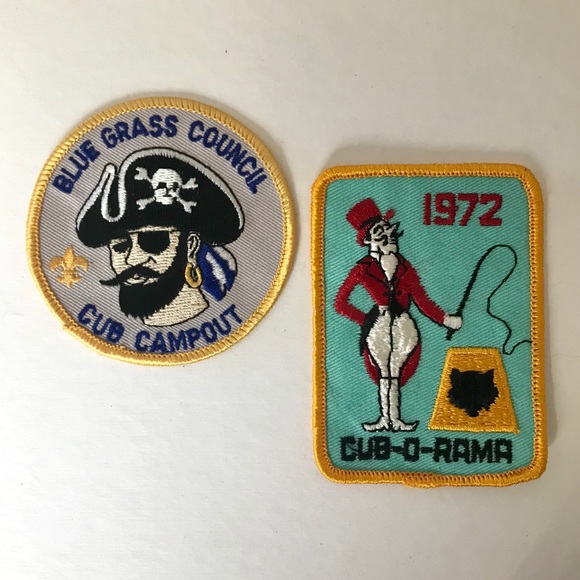 BLUE GRASS COUNCIL
CUB CAMPOUT
1972
CUB-O-RAMA